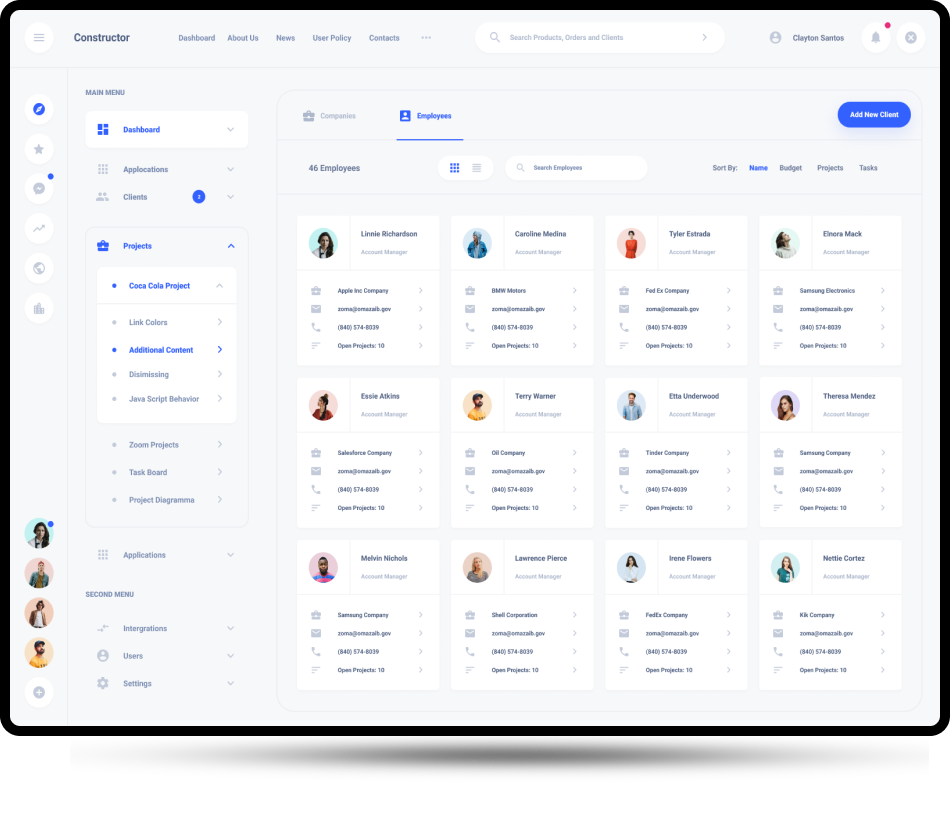 Constructor
Dashboard About Us News User Policy Contacts
Search Products, Orders and Clients
Clayton Santos
MAIN MENU
Dashboard
Applocations
Clients
Projects
Coca Cola Project
Link Colors
Additional Content
Disimissing
Java Script Behavior
Zoom Projects
Task Board
Project Diagramma
Applications
SECOND MENU
Intergrations
Users
Settings
Companies Employees
Add New Client
46 Employees
Search Employees
Sort By: Name Budget Projects Tasks
Linnie Richardson
Account Manager
Apple Inc Company
zoma@omazaib.gov
(840) 574-8039
Open Projects: 10
Caroline Medina
Account Manager
BMW Motors
zoma@omazaib.gov
(840) 574-8039
Open Projects: 10
Tyler Estrada
Account Manager
Fed Ex Company
zoma@omazaib.gov
(840) 574-8039
Open Projects: 10
Elnora Mack
Account Manager
Samsung Electronics
zoma@omazaib.gov
(840) 574-8039
Open Projects: 10
Essie Atkins
Account Manager
Salesforce Company
zoma@omazaib.gov
(840) 574-8039
Open Projects: 10
Terry Warner
Account Manager
Oil Company
zoma@omazaib.gov
(840) 574-8039
Open Projects: 10
Etta Underwood
Account Manager
Tinder Company
zoma@omazaib.gov
(840) 574-8039
Open Projects: 10
Theresa Mendez
Account Manager
Samsung Company
zoma@omazaib.gov
(840) 574-8039
Open Projects: 10
Melvin Nichols
Account Manager
Samsung Company
zoma@omazaib.gov
(840) 574-8039
Open Projects: 10
Lawrence Pierce
Account Manager
Shell Corporation
zoma@omazaib.gov
(840) 574-8039
Open Projects: 10
Irene Flowers
Account Manager
FedEx Company
zoma@omazaib.gov
(840) 574-8039
Open Projects: 10
Nettie Cortez
Account Manager
Kik Company
zoma@omazaib.gov
(840) 574-8039
Open Projects: 10